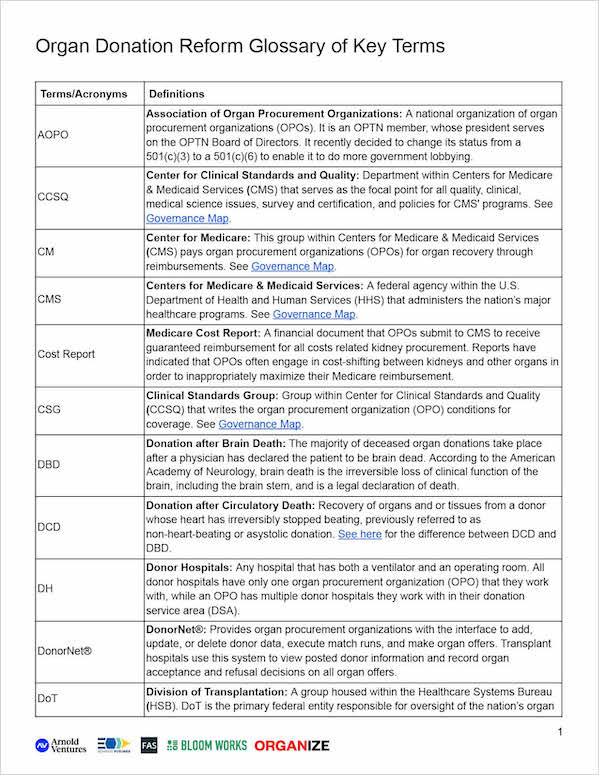 Organ Donation Reform Glossary of Key Terms
Terms/Acronyms Definitions
AOPO
Association of Organ Procurement Organizations: A national organization of organ
procurement organizations (OPOs). It is an OPTN member, whose president serves
on the OPTN Board of Directors. It recently decided to change its status from a
501(c)(3) to a 501(c)(6) to enable it to do more government lobbying.
CCSQ
Center for Clinical Standards and Quality: Department within Centers for Medicare
& Medicaid Services (CMS) that serves as the focal point for all quality, clinical,
medical science issues, survey and certification, and policies for CMS' programs. See
Governance Map.
CM
Center for Medicare: This group within Centers for Medicare & Medicaid Services
(CMS) pays organ procurement organizations (OPOs) for organ recovery through
reimbursements. See Governance Map.
CMS
Centers for Medicare & Medicaid Services: A federal agency within the U.S.
Department of Health and Human Services (HHS) that administers the nation's major
healthcare programs. See Governance Map.
Cost Report
Medicare Cost Report: A financial document that OPOs submit to CMS to receive
guaranteed reimbursement for all costs related kidney procurement. Reports have
indicated that OPOs often engage in cost-shifting between kidneys and other organs in
order to inappropriately maximize their Medicare reimbursement.
CSG
Clinical Standards Group: Group within Center for Clinical Standards and Quality
(CCSQ) that writes the organ procurement organization (OPO) conditions for
coverage. See Governance Map.
DBD
Donation after Brain Death: The majority of deceased organ donations take place
after a physician has declared the patient to be brain dead. According to the American
Academy of Neurology, brain death is the irreversible loss of clinical function of the
brain, including the brain stem, and is a legal declaration of death.
DCD
Donation after Circulatory Death: Recovery of organs and or tissues from a donor
whose heart has irreversibly stopped beating, previously referred to as
non-heart-beating or asystolic donation. See here for the difference between DCD and
DBD.
DH
Donor Hospitals: Any hospital that has both a ventilator and an operating room. All
donor hospitals have only one organ procurement organization (OPO) that they work
with, while an OPO has multiple donor hospitals they work with in their donation
service area (DSA).
DonorNet®
DonorNet®: Provides organ procurement organizations with the interface to add,
update, or delete donor data, execute match runs, and make organ offers. Transplant
hospitals use this system to view posted donor information and record organ
acceptance and refusal decisions on all organ offers.
DoT
Division of Transplantation: A group housed within the Healthcare Systems Bureau
(HSB). DoT is the primary federal entity responsible for oversight of the nation's organ
1
Arnold
Ventures
FAS
BLOOM WORKS
ORGANIZE